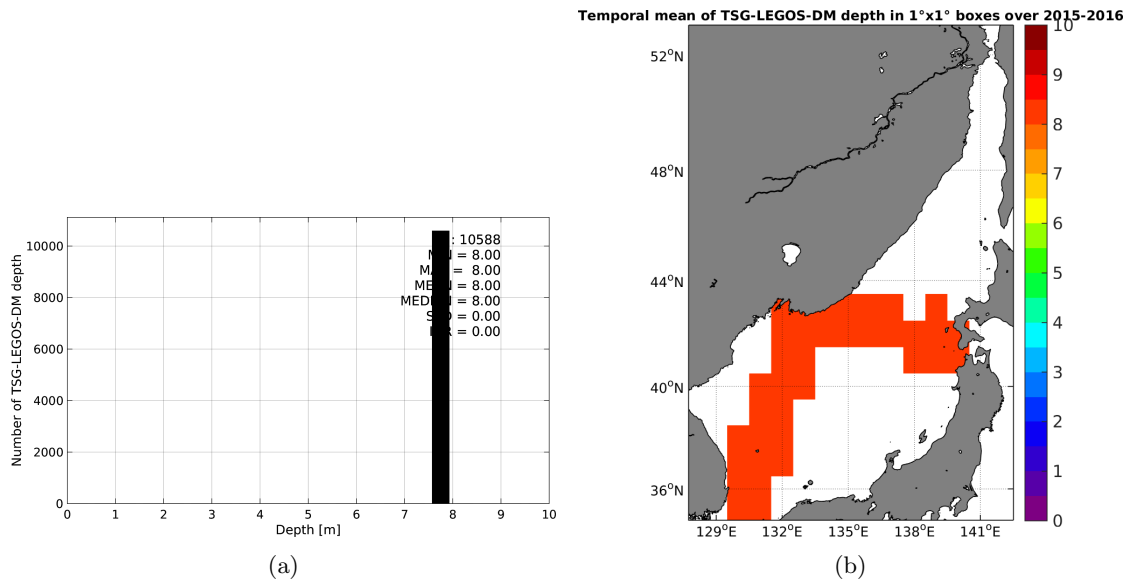 Temporal mean of TSG-LEGOS-DM depth in 1°x1° boxes over 2015-2016
Number of TSG-LEGOS-DM depth
10000
8000
6000
4000
2000
0
: 10588
= 8.00
= 8.00
= 8.00
= 8.00
= 0.00
= 0.00
0 1 2 3 4 5 6 7 8 9 10
Depth [m]
(a)
52°N
48°N
44°N
40°N
36°N
129°E 132°E 135°E 138°E 141°E
10
9
8
7
6
5
4
3
2
1
0
(b)